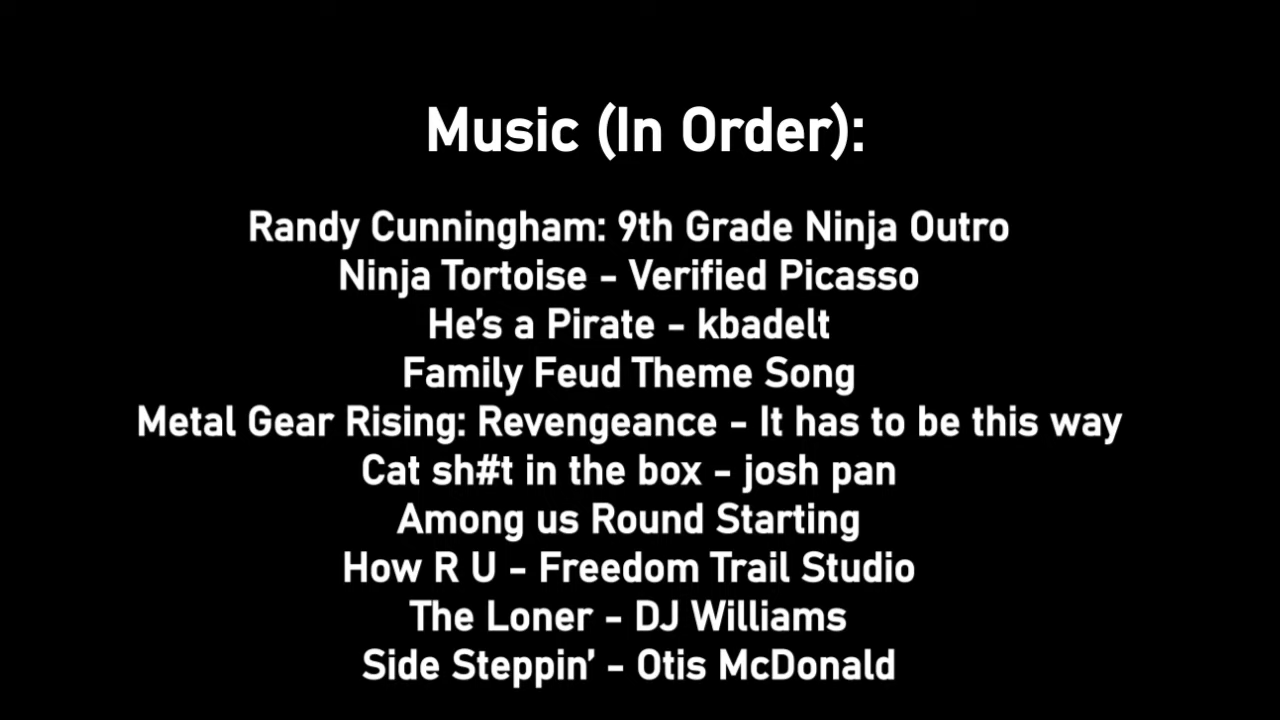 Music (In Order):
Randy Cunningham: 9th Grade Ninja Outro
Ninja Tortoise - Verified Picasso
He's a Pirate - kbadelt
Family Feud Theme Song
Metal Gear Rising: Revengeance - It has to be this way
Cat sh#t in the box - josh pan
Among us Round Starting
How R U - Freedom Trail Studio
The Loner - DJ Williams
Side Steppin' - Otis McDonald